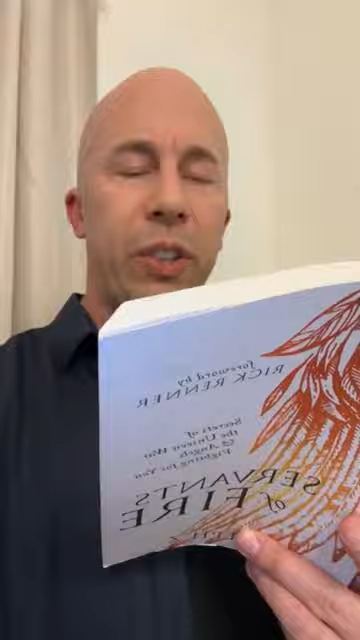 foreword by
RICK RENNER
Secrets of
the Unseen War
& Angels
Fighting for You
SERVANTS
of FIRE